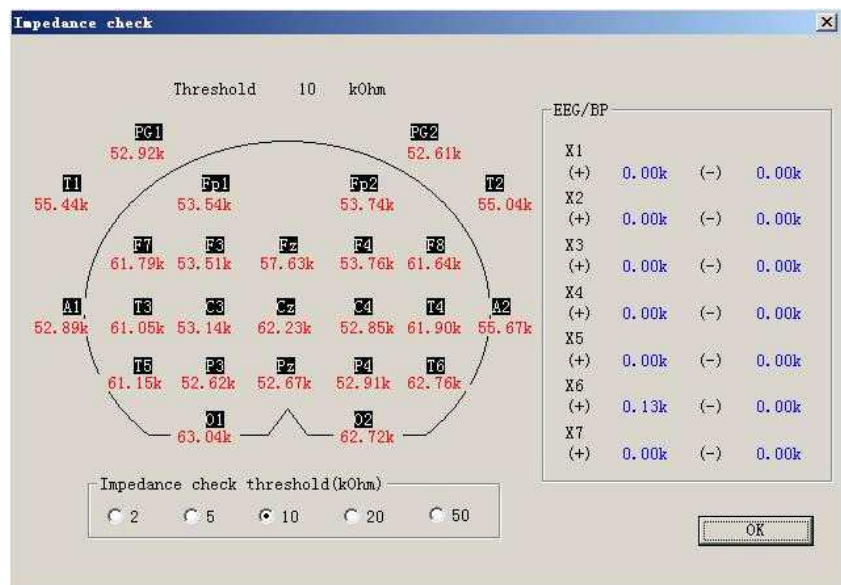 Impedance check
Threshold 10 kOhm
PG1 PG2
52.92k 52.61k
T1 Fp1 Fp2 T2
55.44k 53.54k 53.74k 55.04k
F7 F3 Fz F4 F8
61.79k 53.51k 57.63k 53.76k 61.64k
A1 T3 C3 Cz C4 T4 A2
52.89k 61.05k 53.14k 62.23k 52.85k 61.90k 55.67k
T5 P3 Pz P4 T6
61.15k 52.62k 52.67k 52.91k 62.76k
O1 O2
63.04k 62.72k
Impedance check threshold(kOhm)
2 5 10 20 50
EEG/BP
X1
(+) 0.00k (-) 0.00k
X2
(+) 0.00k (-) 0.00k
X3
(+) 0.00k (-) 0.00k
X4
(+) 0.00k (-) 0.00k
X5
(+) 0.00k (-) 0.00k
X6
(+) 0.13k (-) 0.00k
X7
(+) 0.00k (-) 0.00k
OK